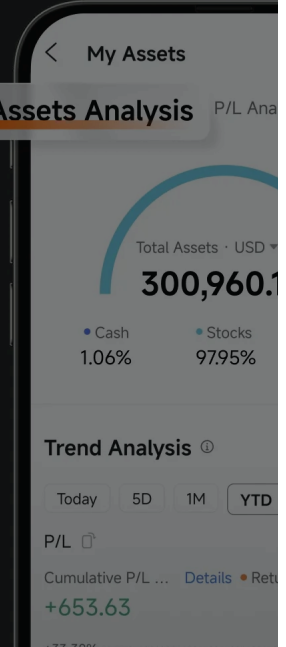 My Assets
Assets Analysis P/L Ana
Total Assets · USD
300,960.1
Cash Stocks
1.06% 97.95%
Trend Analysis
Today 5D 1M YTD
P/L
Cumulative P/L ... Details Retu
+653.63